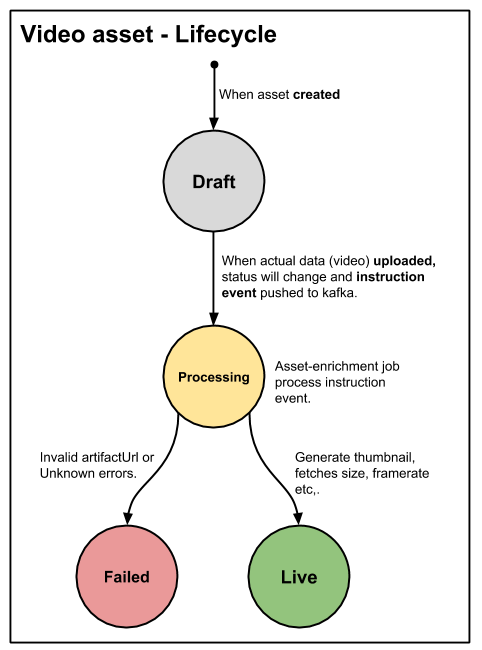 Video asset - Lifecycle
When asset created
Draft
When actual data (video) uploaded,
status will change and instruction
event pushed to kafka.
Processing
Asset-enrichment job
process instruction
event.
Invalid artifactUrl or
Unknown errors.
Generate thumbnail,
fetches size, framerate
etc,.
Failed
Live